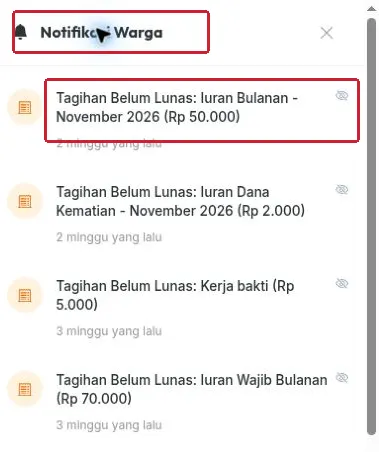 Notifikasi Warga
Tagihan Belum Lunas: Iuran Bulanan -
November 2026 (Rp 50.000)
2 minggu yang lalu
Tagihan Belum Lunas: Iuran Dana
Kematian - November 2026 (Rp 2.000)
2 minggu yang lalu
Tagihan Belum Lunas: Kerja bakti (Rp
5.000)
3 minggu yang lalu
Tagihan Belum Lunas: Iuran Wajib Bulanan
(Rp 70.000)
3 minggu yang lalu